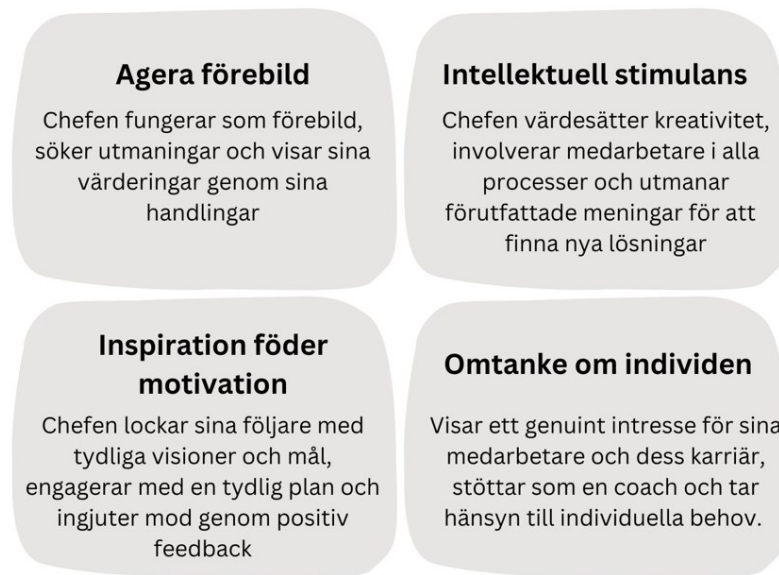 Agera förebild
Chefen fungerar som förebild,
söker utmaningar och visar sina
värderingar genom sina
handlingar
Intellektuell stimulans
Chefen värdesätter kreativitet,
involverar medarbetare i alla
processer och utmanar
förutfattade meningar för att
finna nya lösningar
Inspiration föder
motivation
Chefen lockar sina följare med
tydliga visioner och mål,
engagerar med en tydlig plan och
ingjuter mod genom positiv
feedback
Omtanke om individen
Visar ett genuint intresse för sina
medarbetare och dess karriär,
stöttar som en coach och tar
hänsyn till individuella behov.